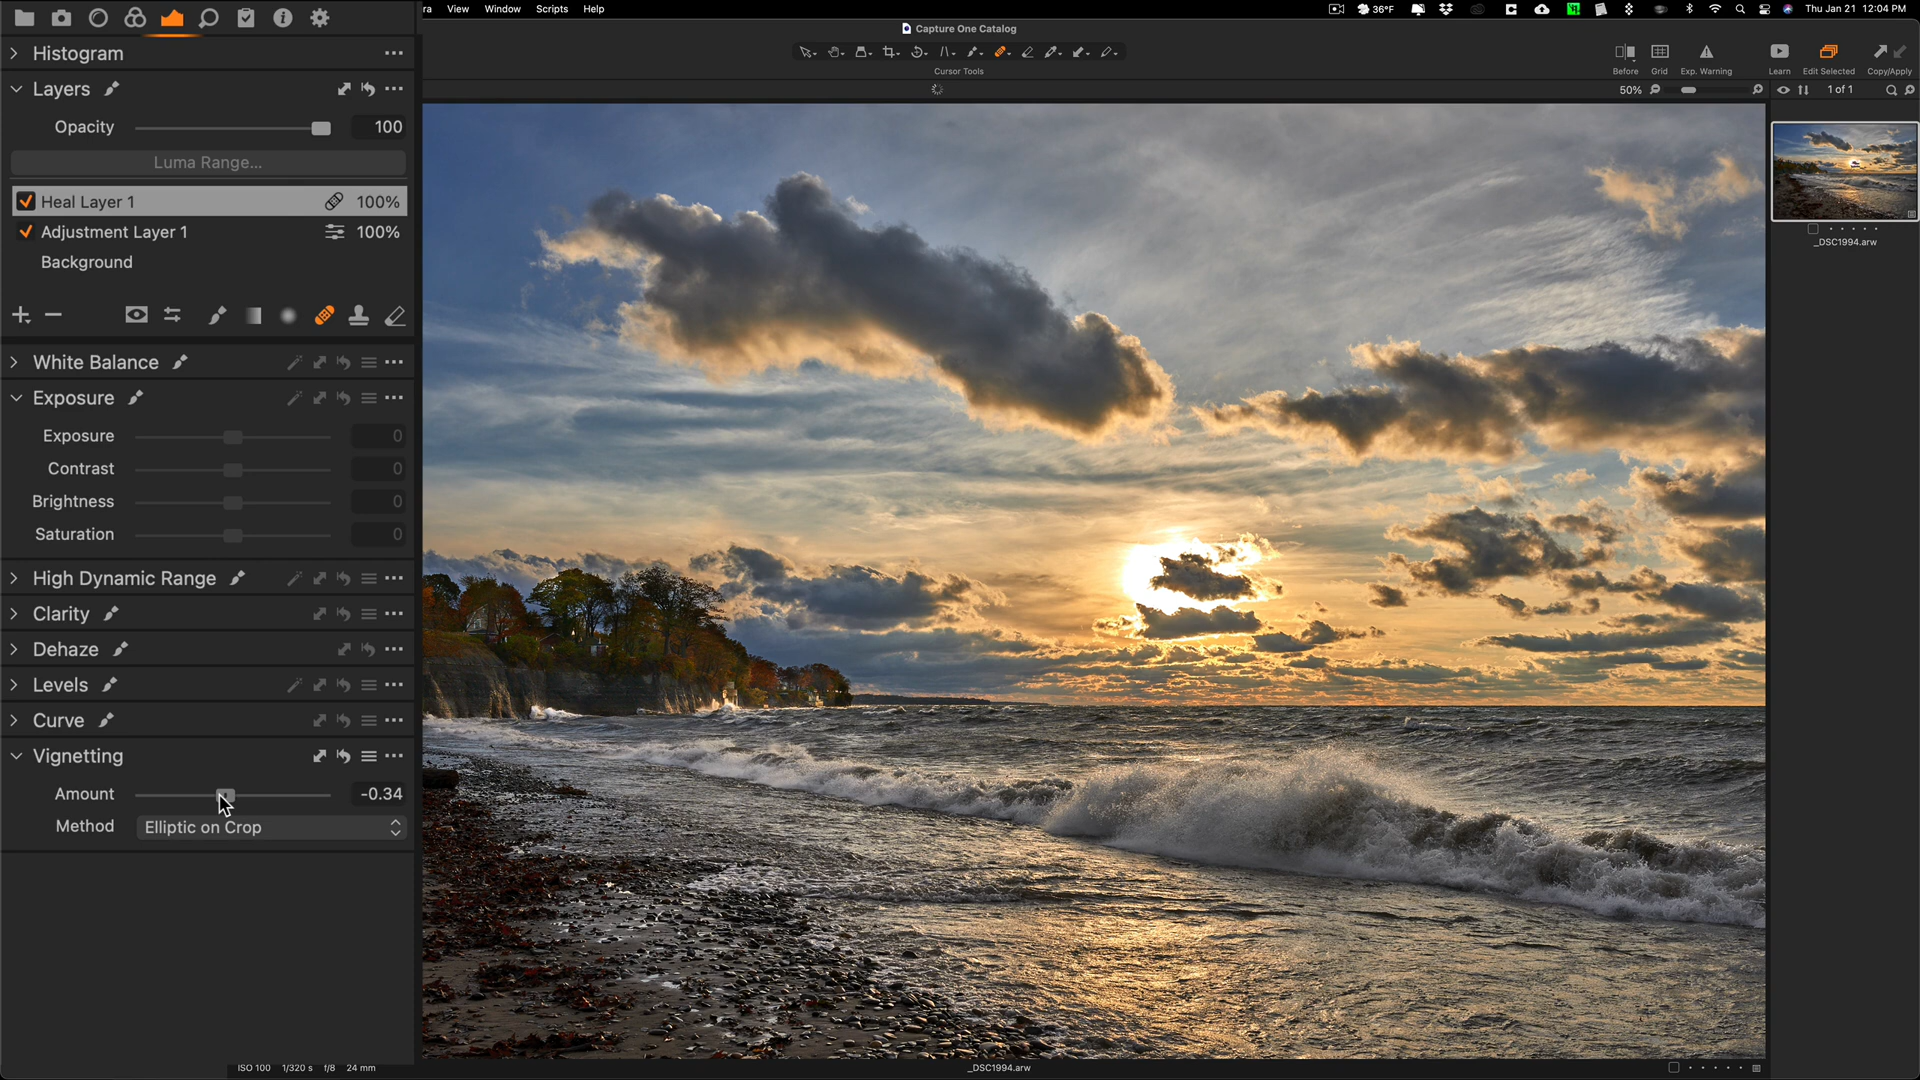 ra View Window Scripts Help
36°F
Thu Jan 21 12:04 PM
Capture One Catalog
Cursor Tools
Before Grid Exp. Warning Learn Edit Selected Copy/Apply
50%
1 of 1
Histogram
Layers
Opacity 100
Luma Range...
Heal Layer 1 100%
Adjustment Layer 1 100%
Background
White Balance
Exposure
Exposure 0
Contrast 0
Brightness 0
Saturation 0
High Dynamic Range
Clarity
Dehaze
Levels
Curve
Vignetting
Amount -0.34
Method Elliptic on Crop
_DSC1994.arw
ISO 100 1/320 s f/8 24 mm
_DSC1994.arw